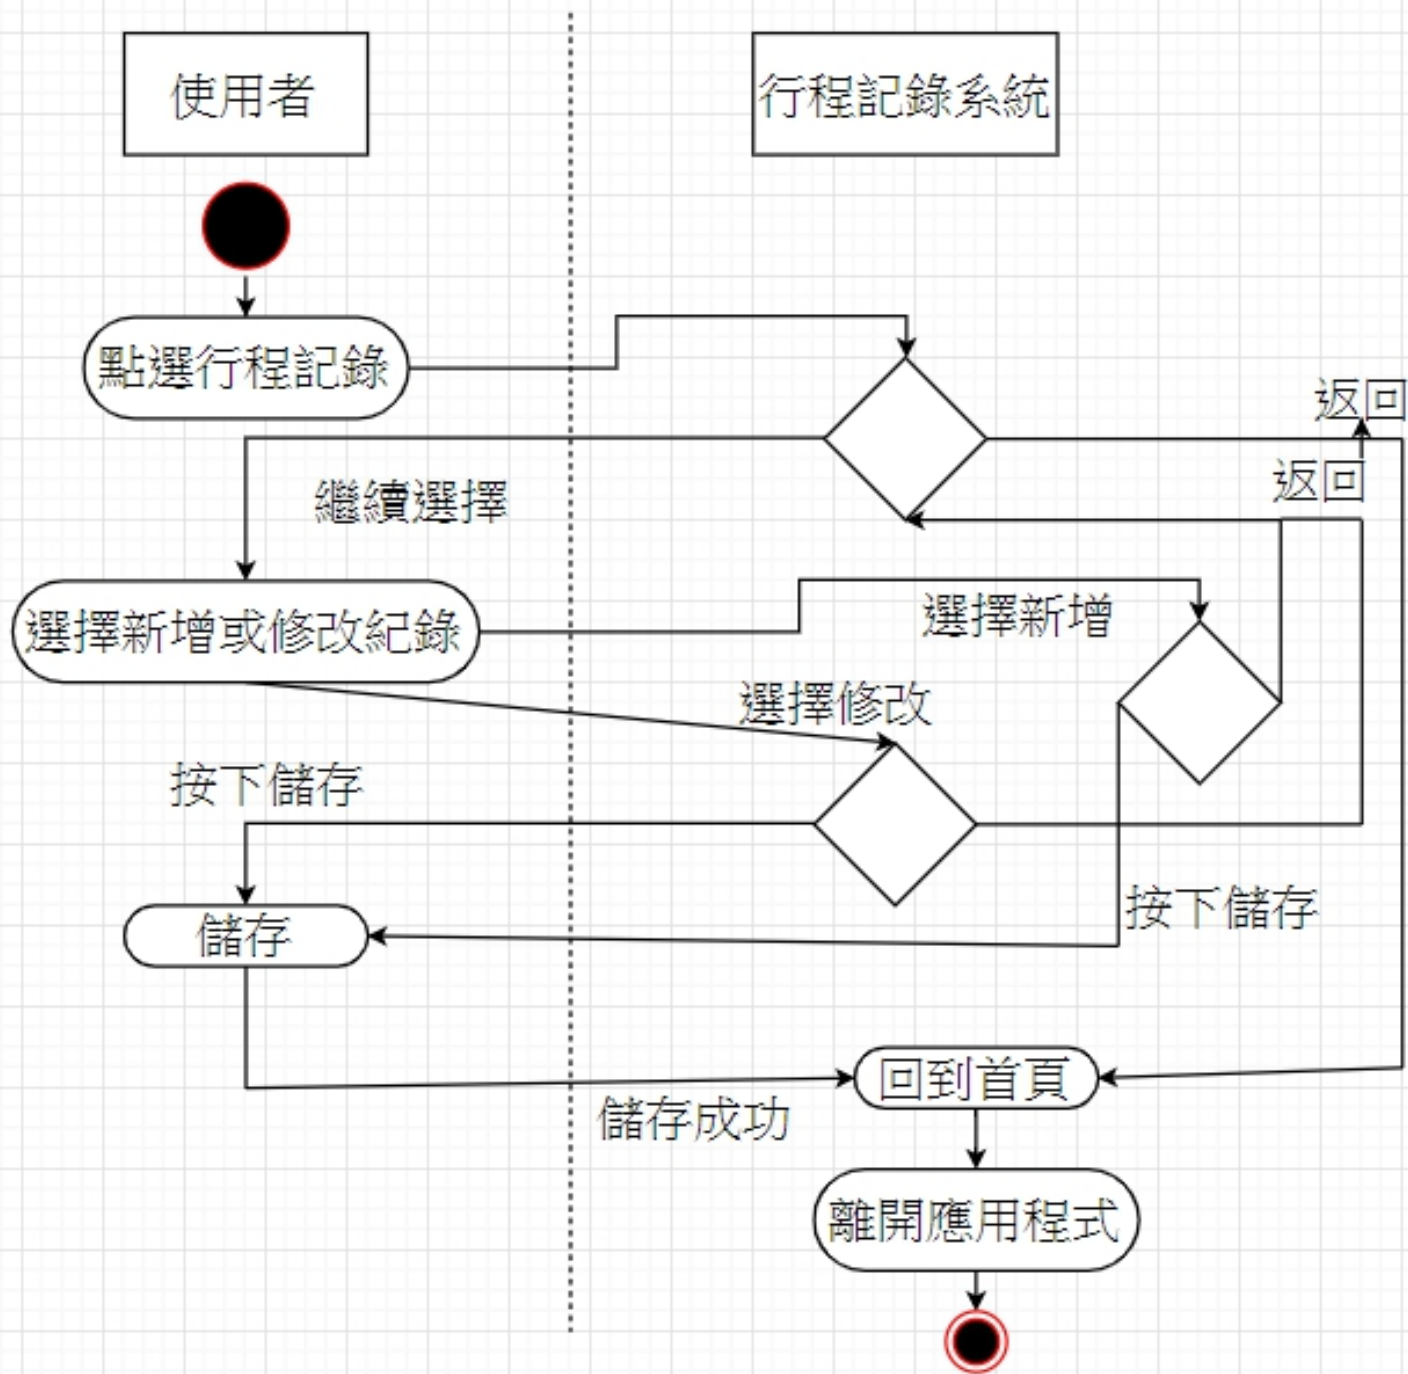 使用者
行程記錄系統
點選行程記錄
返回
返回
繼續選擇
選擇新增
選擇新增或修改紀錄
選擇修改
按下儲存
按下儲存
儲存
回到首頁
儲存成功
離開應用程式